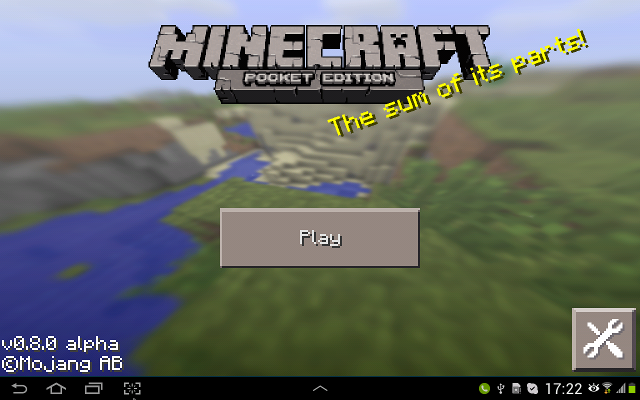 MINECRAFT
POCKET EDITION
The sum of its parts!
Play
v0.8.0 alpha
©Mojang AB
17:22